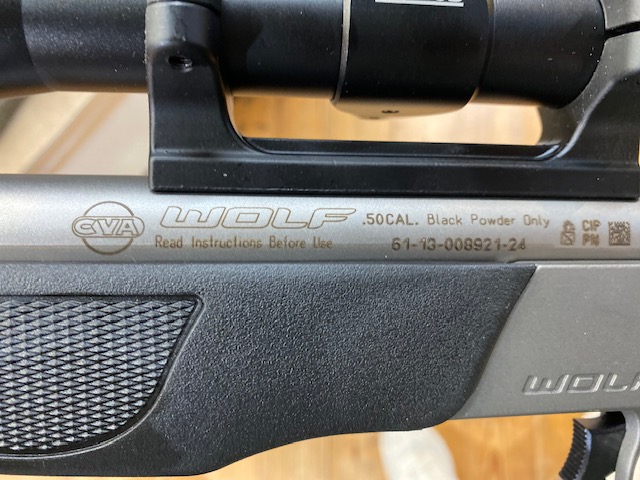 CVA WOLF .50CAL. Black Powder Only
Read Instructions Before Use 61-13-008921-24
CIP
PN
WOLF